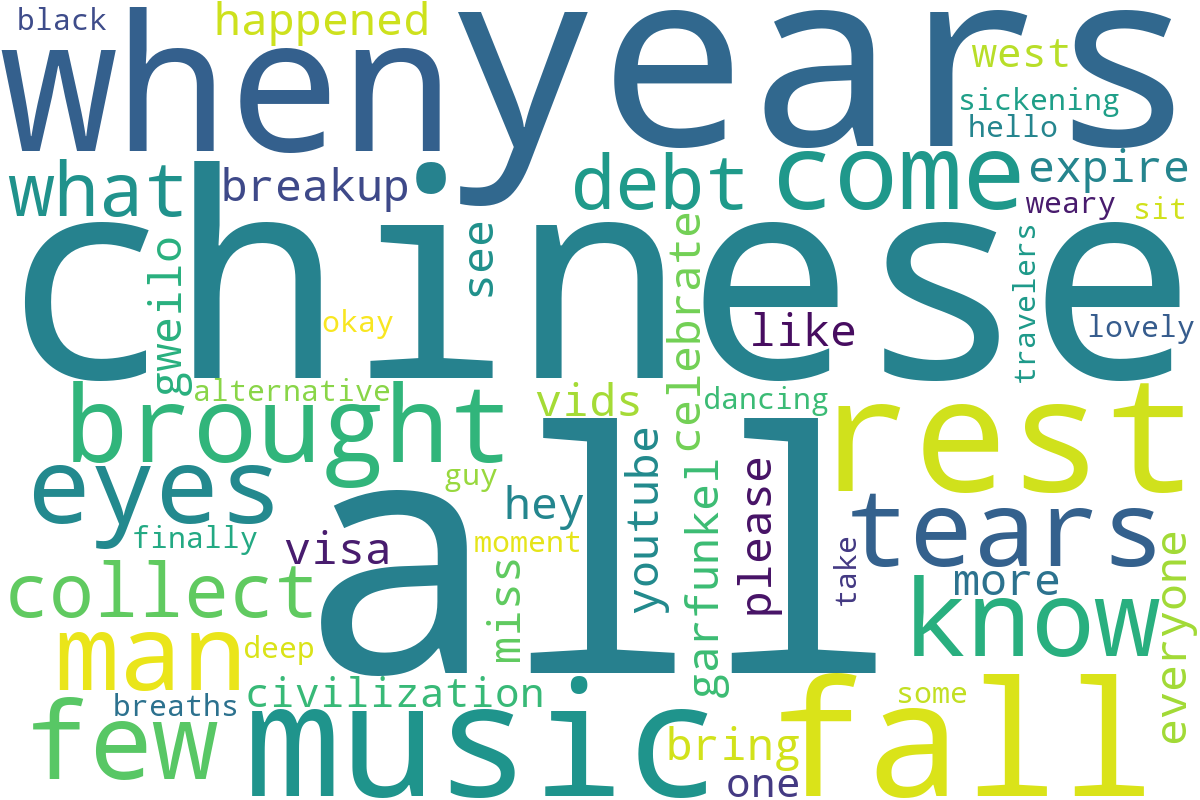 black
happened
when
years
west
sickening
hello
what
breakup
debt
come
expire
weary
sit
chinese
gweilo
see
celebrate
travelers
okay
like
lovely
alternative
brought
vids
dancing
rest
eyes
guy
hey
youtube
garfunkel
please
tears
finally
visa
moment
all
take
more
collect
miss
know
everyone
man
deep
civilization
some
few
breaths
music
bring
one
fall